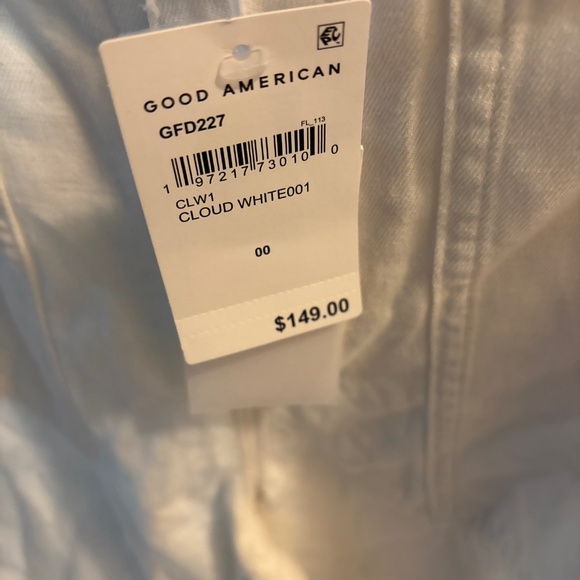 GOOD AMERICAN
GFD227
FL_113
1 97217 73010 0
CLW1
CLOUD WHITE001
00
$149.00